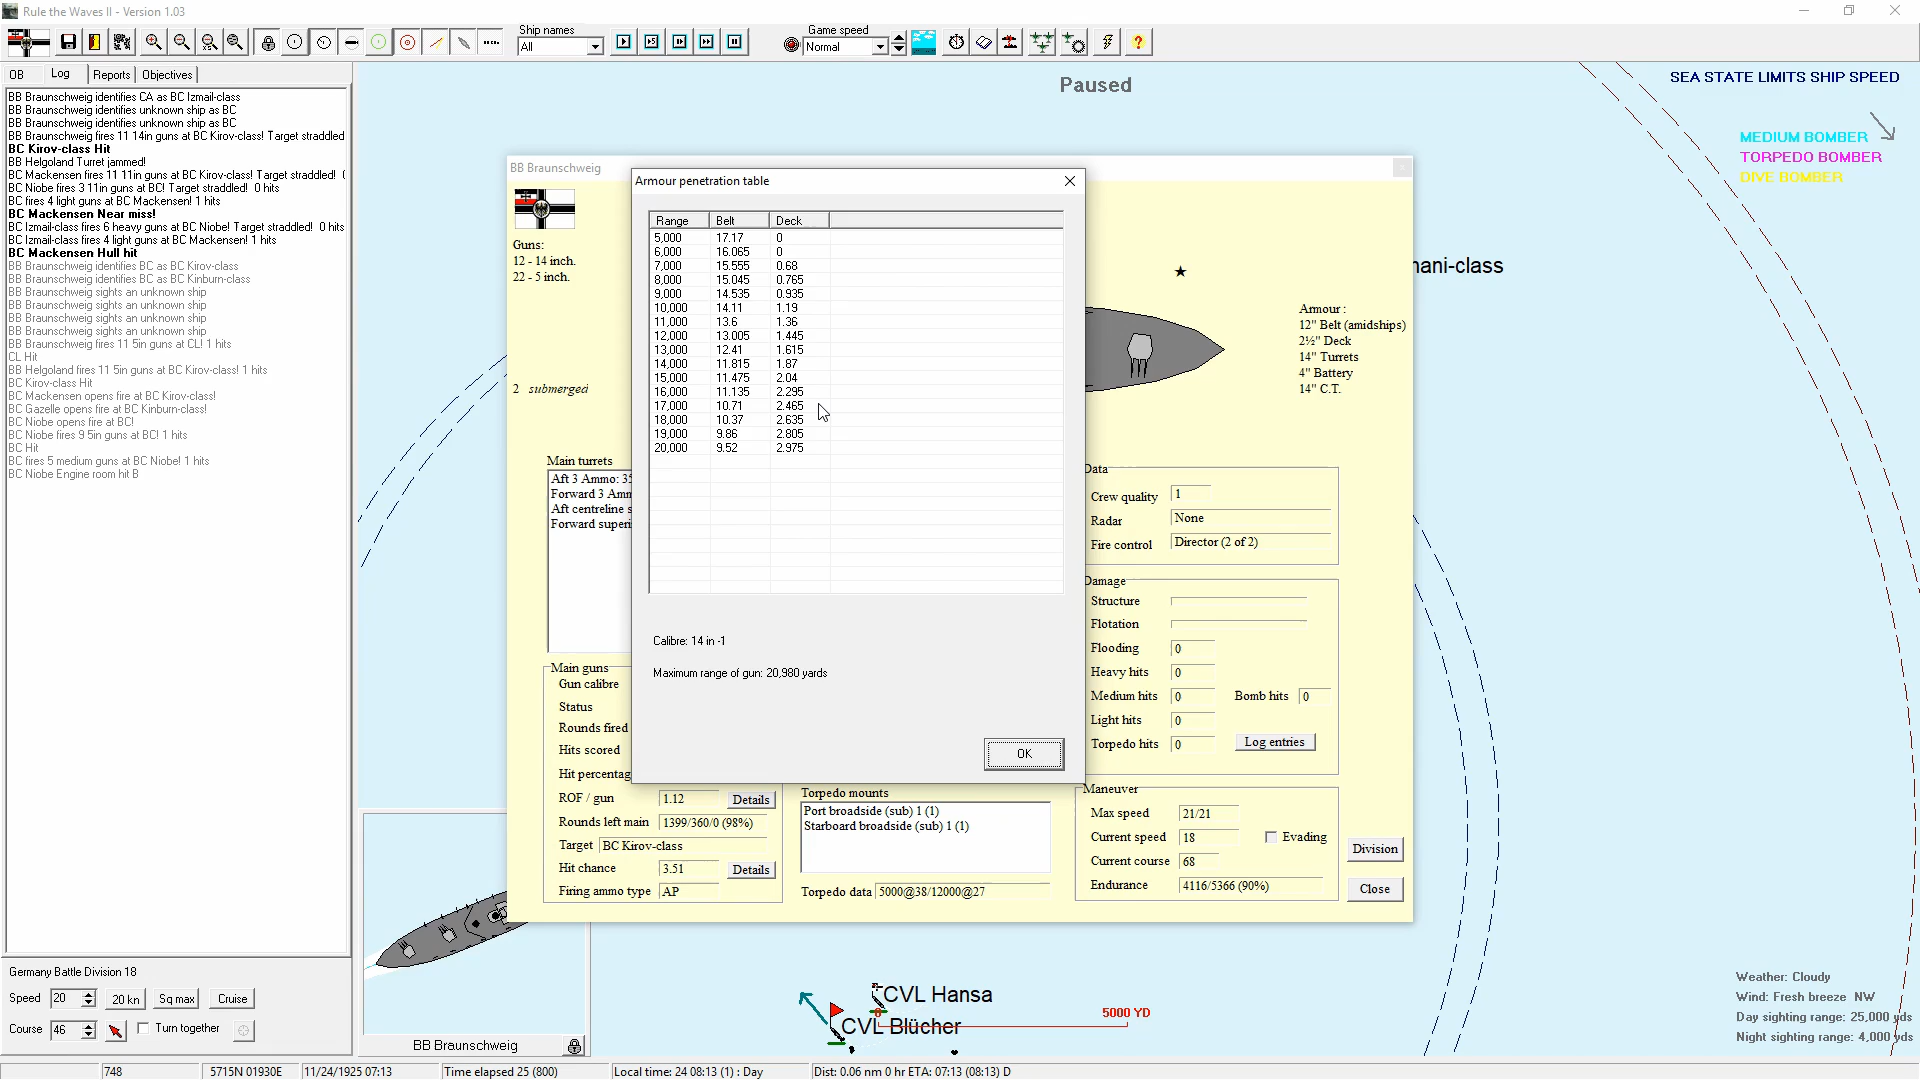 Rule the Waves II - Version 1.03
Ship names
All
Game speed
Normal
OB
Log
Reports
Objectives
BB Braunschweig identifies CA as BC Izmail-class
BB Braunschweig identifies unknown ship as BC
BB Braunschweig identifies unknown ship as BC
BB Braunschweig fires 11 14in guns at BC Kirov-class! Target straddled
BC Kirov-class Hit
BB Helgoland Turret jammed!
BC Mackensen fires 11 11in guns at BC Kirov-class! Target straddled!
BC Niobe fires 3 11in guns at BC! Target straddled! 0 hits
BC fires 4 light guns at BC Mackensen! 1 hits
BC Mackensen Near miss!
BC Izmail-class fires 6 heavy guns at BC Niobe! Target straddled! 0 hits
BC Izmail-class fires 4 light guns at BC Mackensen! 1 hits
BC Mackensen Hull hit
BB Braunschweig identifies BC as BC Kirov-class
BB Braunschweig identifies BC as BC Kinburn-class
BB Braunschweig sights an unknown ship
BB Braunschweig sights an unknown ship
BB Braunschweig sights an unknown ship
BB Braunschweig sights an unknown ship
BB Braunschweig fires 11 5in guns at CL! 1 hits
CL Hit
BB Helgoland fires 11 5in guns at BC Kirov-class! 1 hits
BC Kirov-class Hit
BC Mackensen opens fire at BC Kirov-class!
BC Gazelle opens fire at BC Kinburn-class!
BC Niobe opens fire at BC!
BC Niobe fires 9 5in guns at BC! 1 hits
BC Hit
BC fires 5 medium guns at BC Niobe! 1 hits
BC Niobe Engine room hit B
Germany Battle Division 18
Speed 20 20 kn Sq max Cruise
Course 46 Turn together
Paused
SEA STATE LIMITS SHIP SPEED
MEDIUM BOMBER
TORPEDO BOMBER
DIVE BOMBER
BB Braunschweig
Guns:
12 - 14 inch.
22 - 5 inch.
2 submerged
Main turrets
Aft 3 Ammo: 35
Forward 3 Amm
Aft centreline s
Forward superi
Main guns
Gun calibre
Status
Rounds fired
Hits scored
Hit percentag
ROF / gun 1.12 Details
Rounds left main 1399/360/0 (98%)
Target BC Kirov-class
Hit chance 3.51 Details
Firing ammo type AP
Armour penetration table
Range Belt Deck
5,000 17.17 0
6,000 16.065 0
7,000 15.555 0.68
8,000 15.045 0.765
9,000 14.535 0.935
10,000 14.11 1.19
11,000 13.6 1.36
12,000 13.005 1.445
13,000 12.41 1.615
14,000 11.815 1.87
15,000 11.475 2.04
16,000 11.135 2.295
17,000 10.71 2.465
18,000 10.37 2.635
19,000 9.86 2.805
20,000 9.52 2.975
Calibre: 14 in -1
Maximum range of gun: 20,980 yards
OK
Torpedo mounts
Port broadside (sub) 1 (1)
Starboard broadside (sub) 1 (1)
Torpedo data 5000@38/12000@27
nani-class
Armour :
12" Belt (amidships)
2½" Deck
14" Turrets
4" Battery
14" C.T.
Data
Crew quality 1
Radar None
Fire control Director (2 of 2)
Damage
Structure
Flotation
Flooding 0
Heavy hits 0
Medium hits 0 Bomb hits 0
Light hits 0
Torpedo hits 0 Log entries
Maneuver
Max speed 21/21
Current speed 18 Evading
Current course 68
Endurance 4116/5366 (90%)
Division
Close
BB Braunschweig
CVL Hansa
CVL Blücher
0
5000 YD
Weather: Cloudy
Wind: Fresh breeze NW
Day sighting range: 25,000 yds
Night sighting range: 4,000 yds
748 5715N 01930E 11/24/1925 07:13 Time elapsed 25 (800) Local time: 24 08:13 (1) : Day Dist: 0.06 nm 0 hr ETA: 07:13 (08:13) D